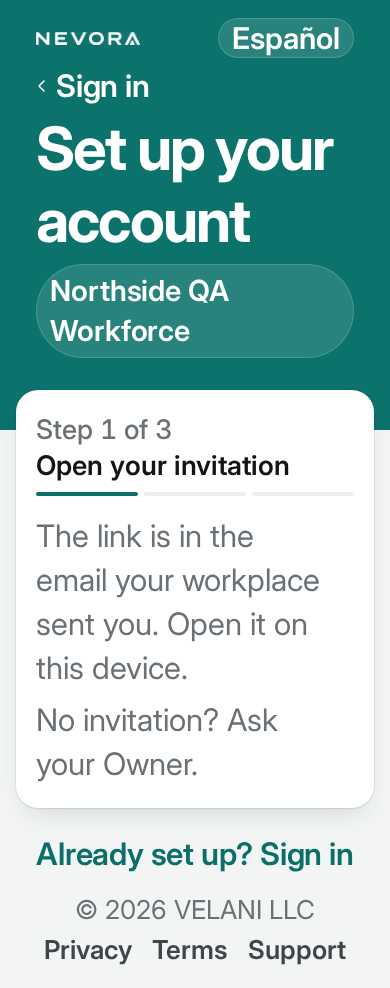 NEVORA
Español
Sign in
Set up your
account
Northside QA
Workforce
Step 1 of 3
Open your invitation
The link is in the
email your workplace
sent you. Open it on
this device.
No invitation? Ask
your Owner.
Already set up? Sign in
© 2026 VELANI LLC
Privacy Terms Support